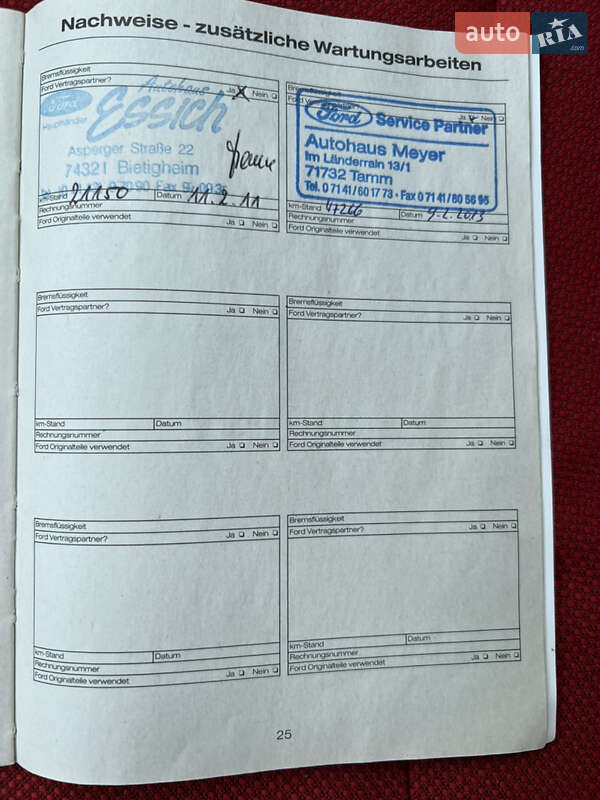 auto RIA .com
Nachweise - zusätzliche Wartungsarbeiten
Bremsflüssigkeit
Ford Vertragspartner? Ja Nein
Ford Autohaus
Essich
Haupthändler
Asperger Straße 22
74321 Bietigheim
km-Stand 21150 Datum 11.2.11
Rechnungsnummer
Ford Originalteile verwendet Ja Nein
Bremsflüssigkeit
Ja Nein
Ford Service Partner
Autohaus Meyer
Im Länderrain 13/1
71732 Tamm
Tel. 0 71 41/60 17 73 · Fax 0 71 41/60 56 95
km-Stand 47266 Datum 9.2.2013
Rechnungsnummer
Ford Originalteile verwendet Ja Nein
Bremsflüssigkeit
Ford Vertragspartner? Ja Nein
km-Stand Datum
Rechnungsnummer
Ford Originalteile verwendet Ja Nein
Bremsflüssigkeit
Ford Vertragspartner? Ja Nein
km-Stand Datum
Rechnungsnummer
Ford Originalteile verwendet Ja Nein
Bremsflüssigkeit
Ford Vertragspartner? Ja Nein
km-Stand Datum
Rechnungsnummer
Ford Originalteile verwendet Ja Nein
Bremsflüssigkeit
Ford Vertragspartner? Ja Nein
km-Stand Datum
Rechnungsnummer
Ford Originalteile verwendet Ja Nein
25